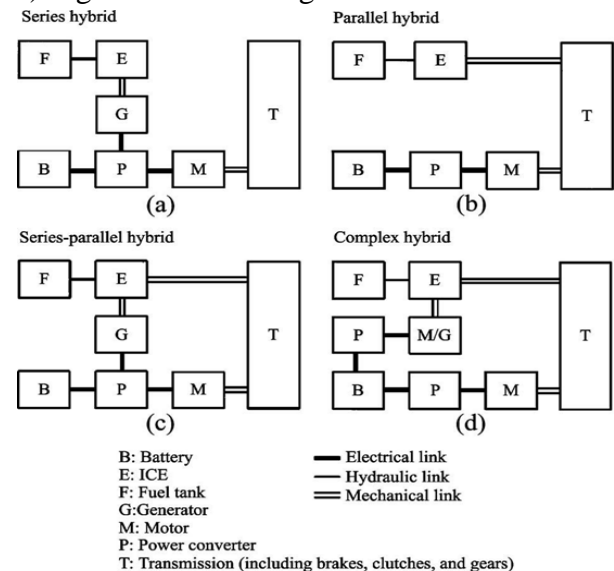 Series hybrid
F E
G
T
B P M
(a)
Parallel hybrid
F E
T
B P M
(b)
Series-parallel hybrid
F E
G
T
B P M
(c)
Complex hybrid
F E
P M/G
T
B P M
(d)
B: Battery
E: ICE
F: Fuel tank
G:Generator
M: Motor
P: Power converter
T: Transmission (including brakes, clutches, and gears)
Electrical link
Hydraulic link
Mechanical link